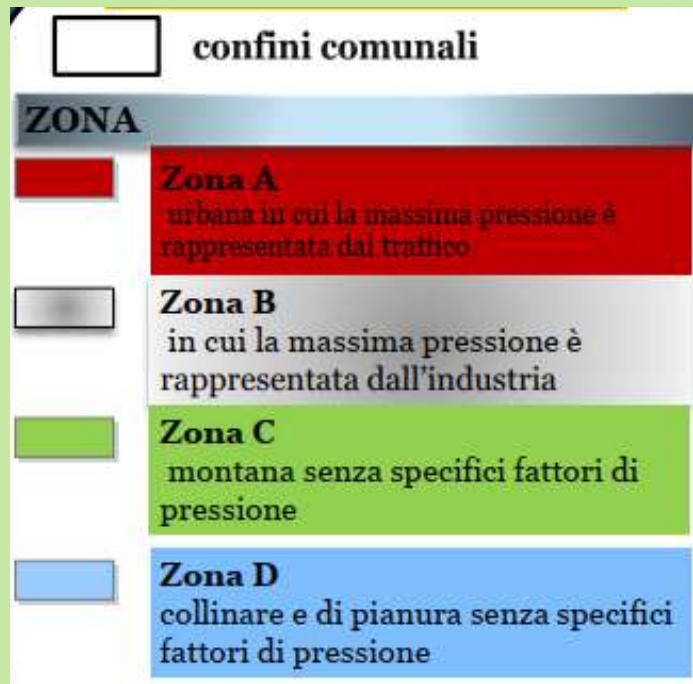 confini comunali
ZONA
Zona A
urbana in cui la massima pressione è
rappresentata dal traffico
Zona B
in cui la massima pressione è
rappresentata dall'industria
Zona C
montana senza specifici fattori di
pressione
Zona D
collinare e di pianura senza specifici
fattori di pressione